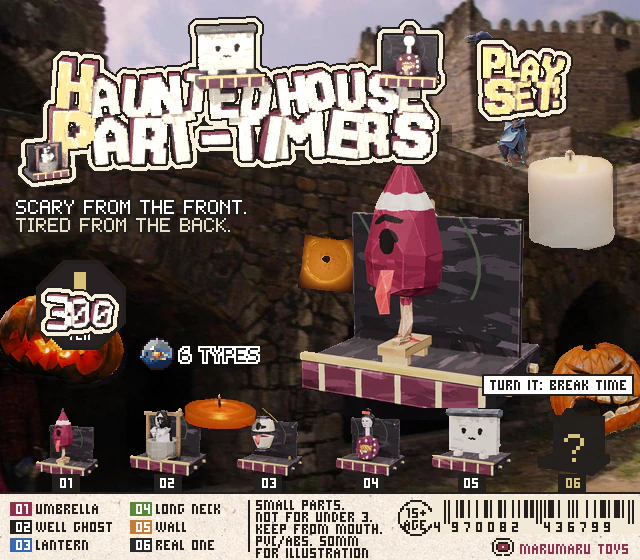 HAUNTED HOUSE
PART-TIMERS
PLAY
SET!
SCARY FROM THE FRONT.
TIRED FROM THE BACK.
300
YEN
6 TYPES
TURN IT: BREAK TIME
?
01
02
03
04
05
06
01 UMBRELLA
02 WELL GHOST
03 LANTERN
04 LONG NECK
05 WALL
06 REAL ONE
SMALL PARTS.
NOT FOR UNDER 3.
KEEP FROM MOUTH.
PVC/ABS. 50MM
FOR ILLUSTRATION
15+
AGE
4 970082 436799
MARUMARU TOYS